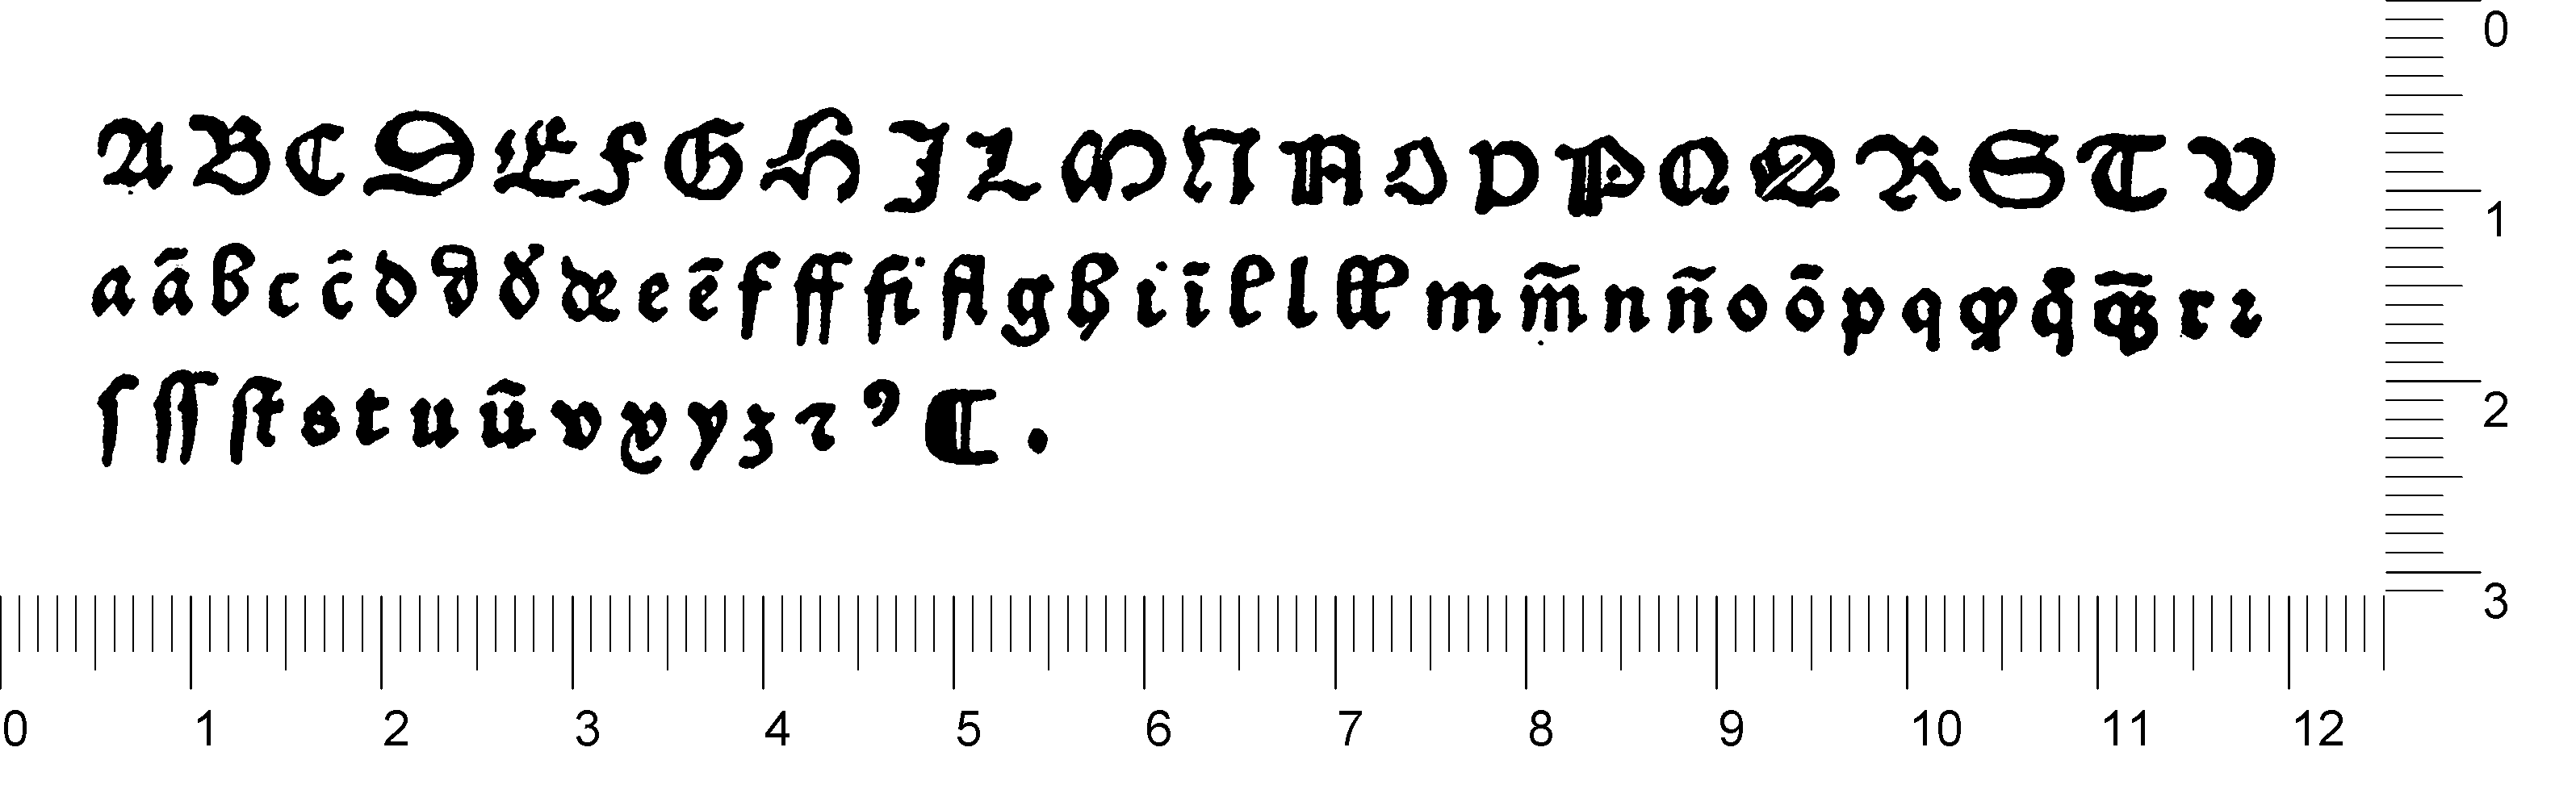 A B C D E F G H J L M N N O P P Q Q R S T V
a ã b c c̄ d d ð de e ē f ff fi fl g h i ī l l ll m m̃ n ñ o õ p q qͥ q̊ q̃ꝫ r ꝛ
ſ ſſ ſt s t u ũ v x y z ꝛ ꝰ ℂ .
0
1
2
3
0 1 2 3 4 5 6 7 8 9 10 11 12